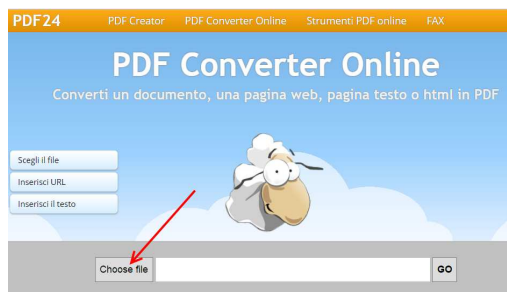 PDF24 PDF Creator PDF Converter Online Strumenti PDF online FAX
PDF Converter Online
Converti un documento, una pagina web, pagina testo o html in PDF
Scegli il file
Inserisci URL
Inserisci il testo
Choose file GO